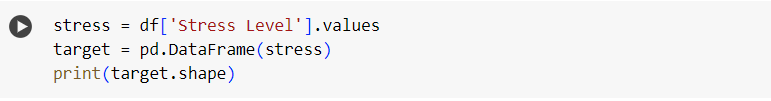 stress = df['Stress Level'].values
target = pd.DataFrame(stress)
print(target.shape)